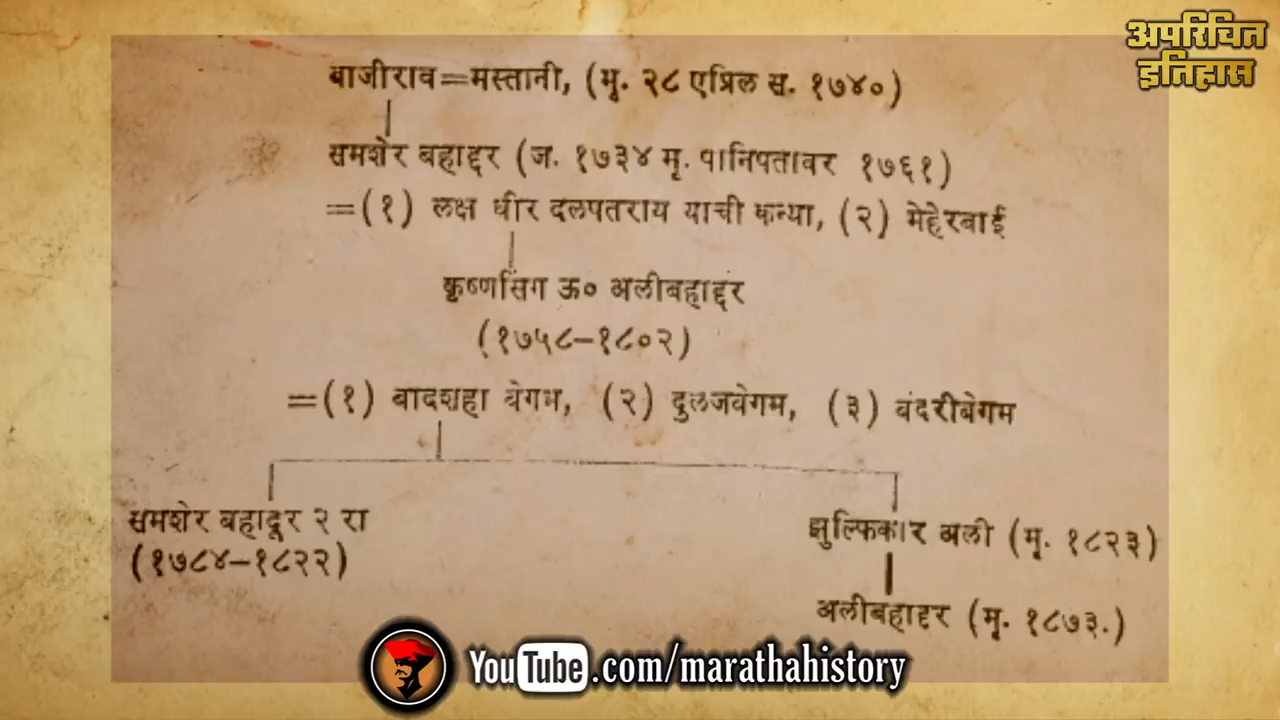 अपरिचित
इतिहास
बाजीराव=मस्तानी, (मृ. २८ एप्रिल स. १७४०)
समशेर बहाद्दर (ज. १७३४ मृ. पानिपतावर १७६१)
=(१) लक्ष धीर दलपतराय याची कन्या, (२) मेहेरबाई
कृष्णसिंग ऊ० अलीबहाद्दर
(१७५८–१८०२)
=(१) बादशहा बेगम, (२) दुलजवेगम, (३) बंदरीबेगम
समशेर बहादूर २ रा
(१७८४–१८२२)
झुल्फिकार अली (मृ. १८२३)
अलीबहाद्दर (मृ. १८७३.)
YouTube.com/marathahistory